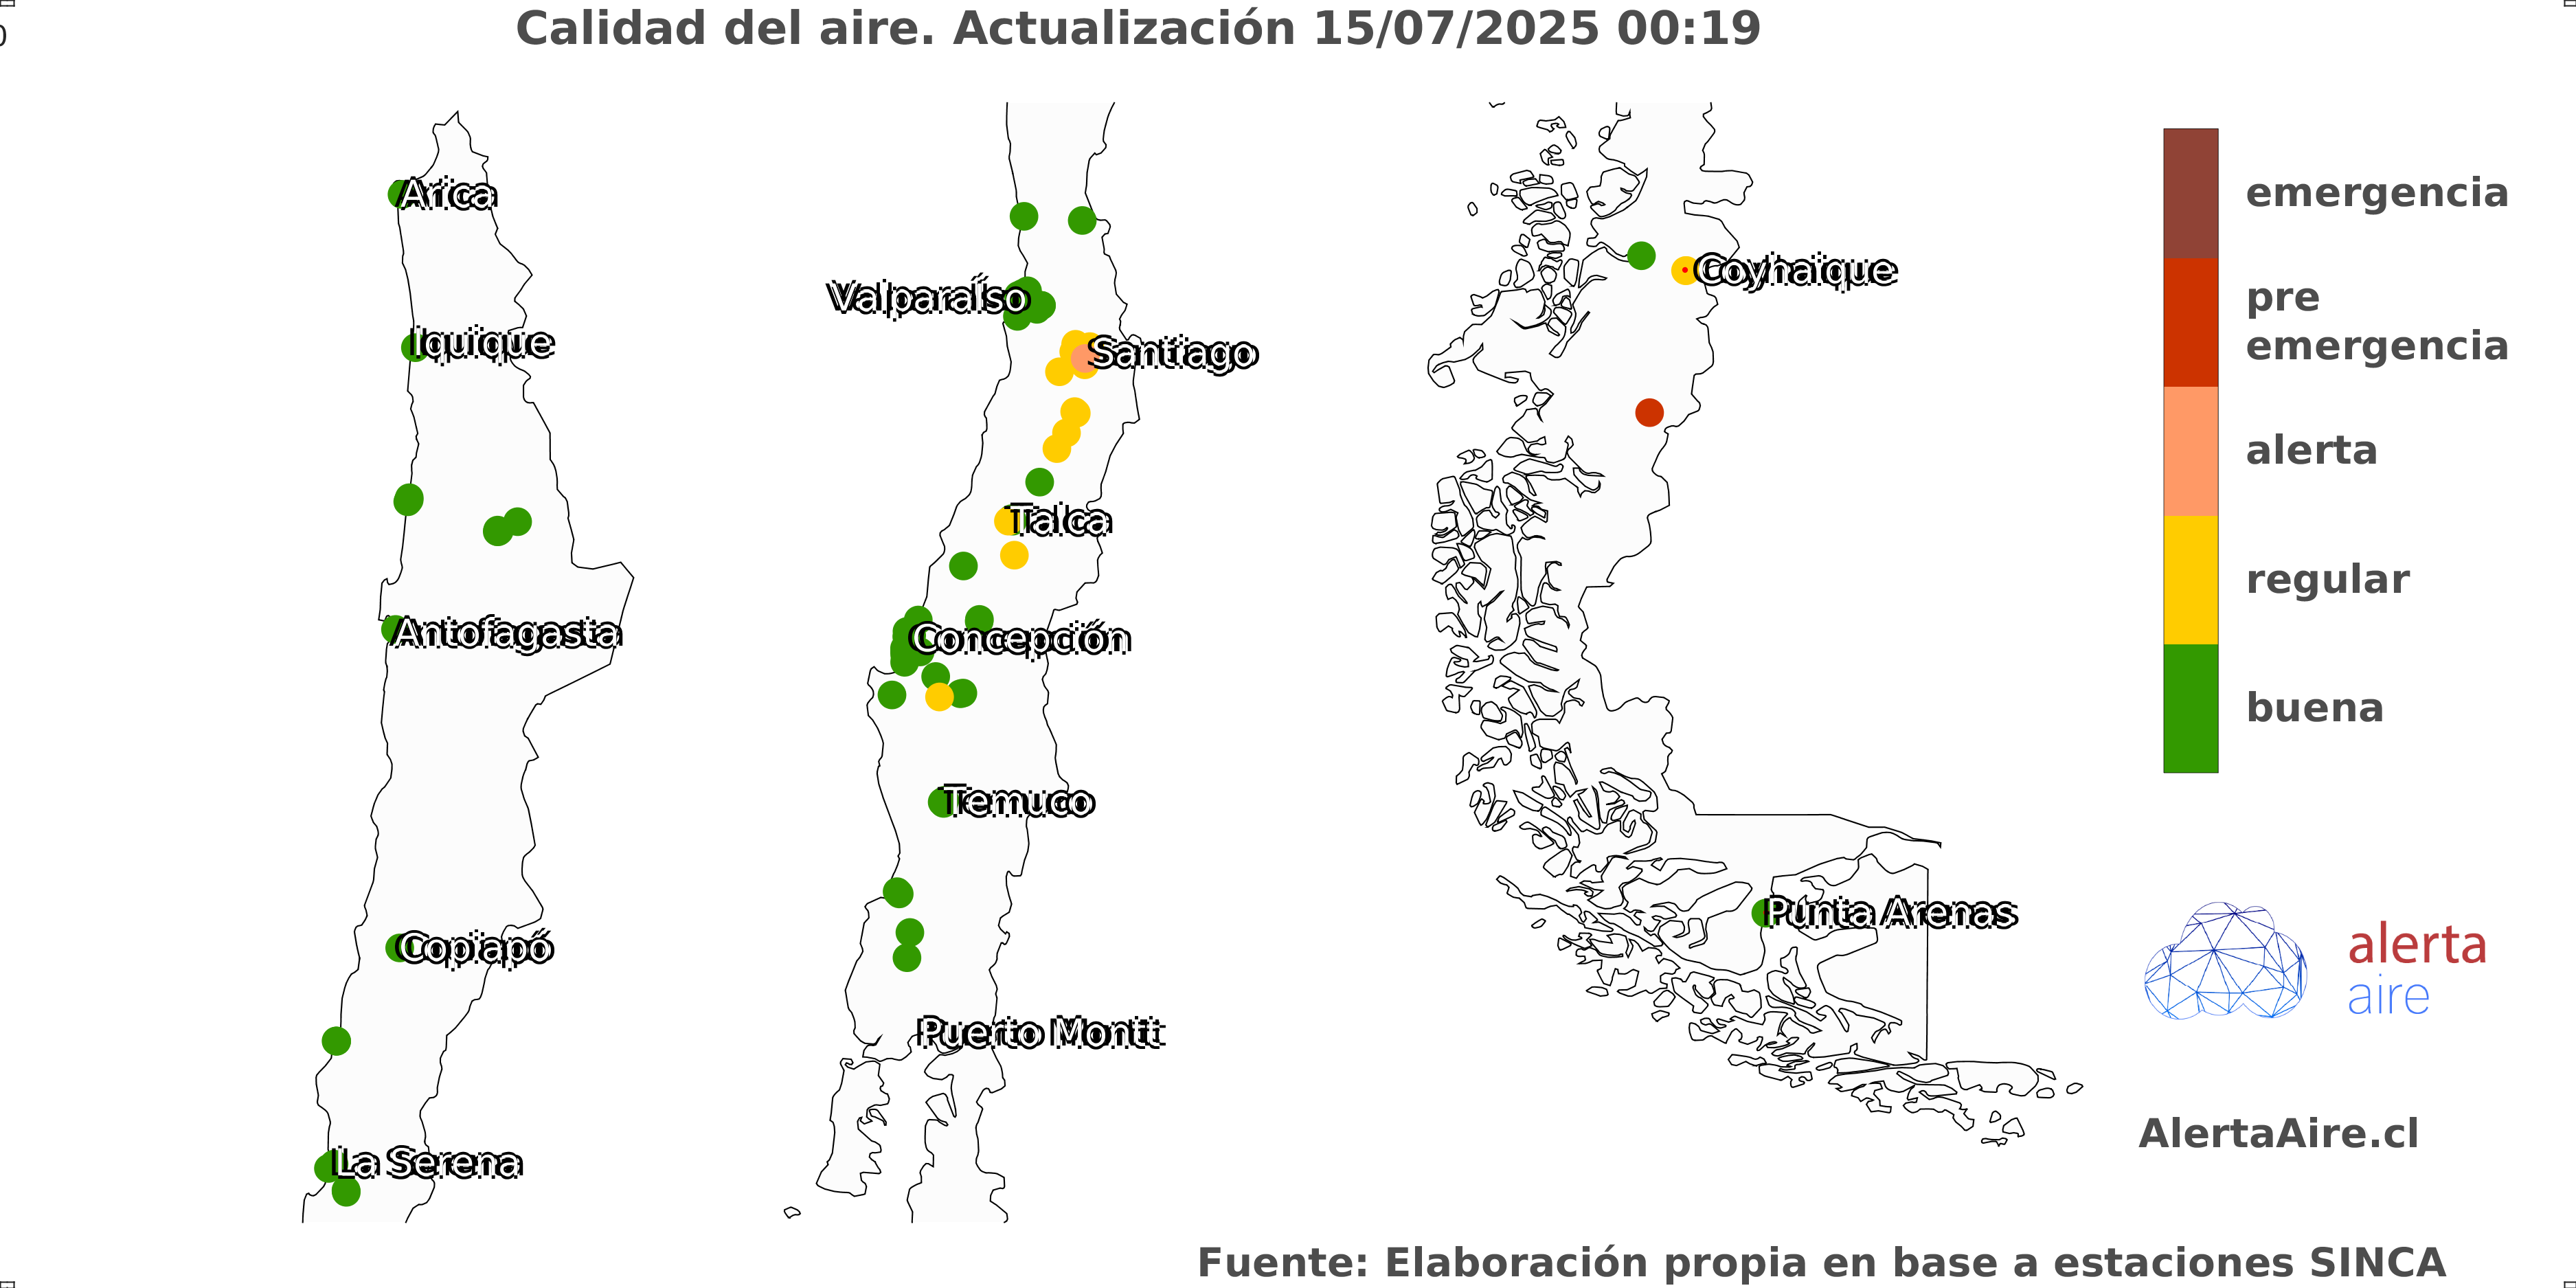 Calidad del aire. Actualización 15/07/2025 00:19
0
Arica
Iquique
Antofagasta
Copiapó
La Serena
Valparaíso
Santiago
Talca
Concepción
Temuco
Puerto Montt
Coyhaique
Punta Arenas
emergencia
pre
emergencia
alerta
regular
buena
alerta
aire
AlertaAire.cl
Fuente: Elaboración propia en base a estaciones SINCA